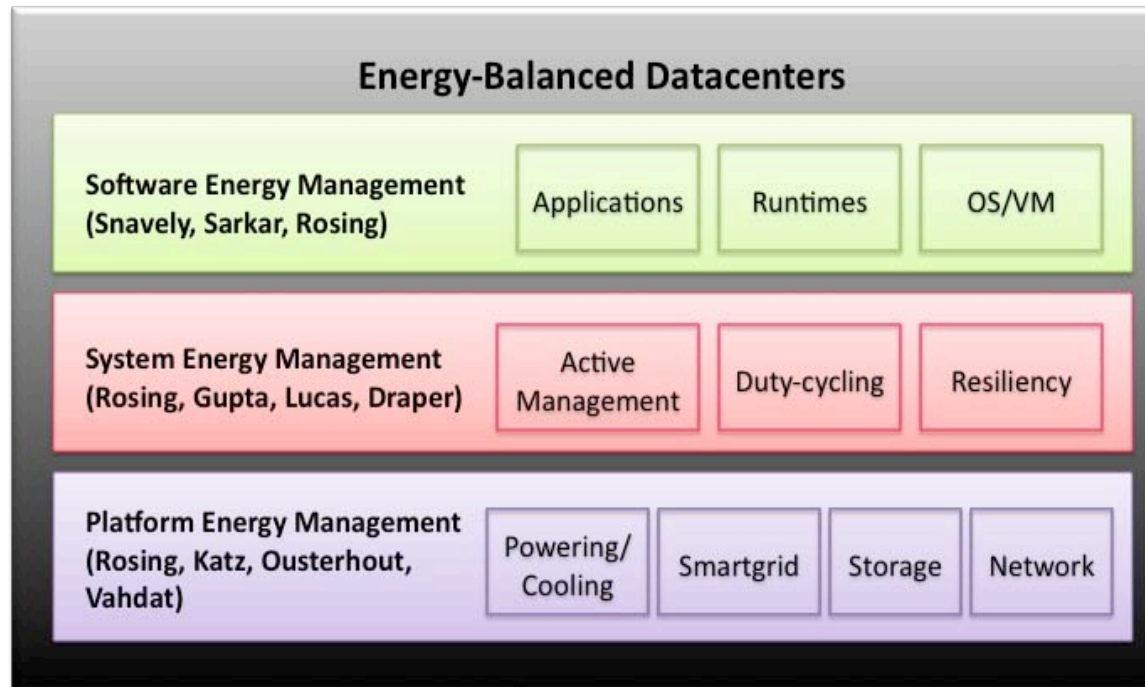 Energy-Balanced Datacenters
Software Energy Management
(Snavely, Sarkar, Rosing)
Applications
Runtimes
OS/VM
System Energy Management
(Rosing, Gupta, Lucas, Draper)
Active
Management
Duty-cycling
Resiliency
Platform Energy Management
(Rosing, Katz, Ousterhout,
Vahdat)
Powering/
Cooling
Smartgrid
Storage
Network